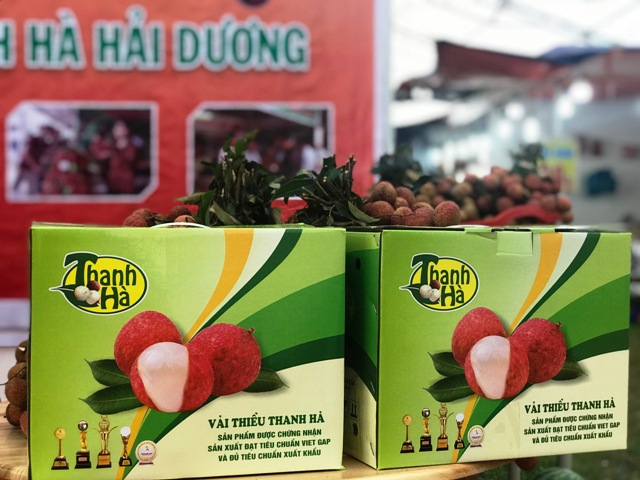 H HÀ HẢI DƯƠNG
Thanh
Hà
VẢI THIỀU THANH HÀ
SẢN PHẨM ĐƯỢC CHỨNG NHẬN
SẢN XUẤT ĐẠT TIÊU CHUẨN VIET GAP
VÀ ĐỦ TIÊU CHUẨN XUẤT KHẨU
Thanh
Hà
VẢI THIỀU THANH HÀ
SẢN PHẨM ĐƯỢC CHỨNG NHẬN
SẢN XUẤT ĐẠT TIÊU CHUẨN VIET GAP
VÀ ĐỦ TIÊU CHUẨN XUẤT KHẨU